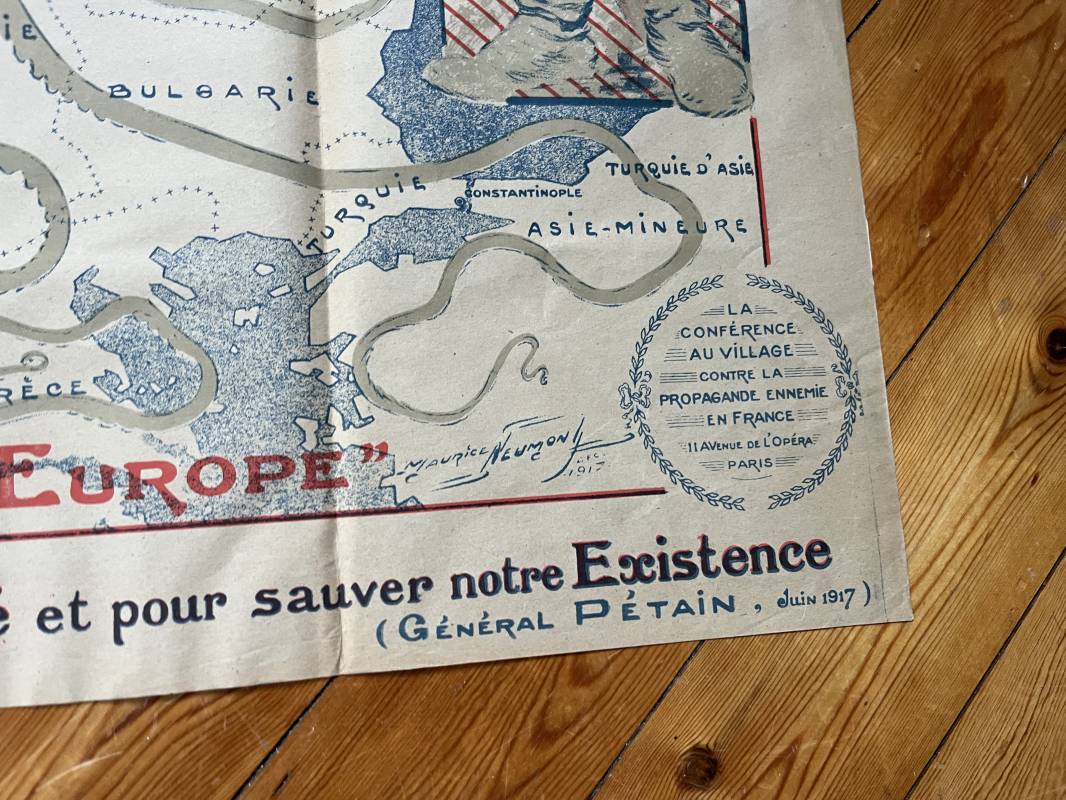 IE
BULGARIE
TURQUIE
CONSTANTINOPLE
TURQUIE D'ASIE
ASIE-MINEURE
RÈCE
LA
CONFÉRENCE
AU VILLAGE
CONTRE LA
PROPAGANDE ENNEMIE
EN FRANCE
11 AVENUE DE L'OPÉRA
PARIS
MAURICE NEUMONT
1917
EUROPE"
é et pour sauver notre Existence
(GÉNÉRAL PÉTAIN, Juin 1917)